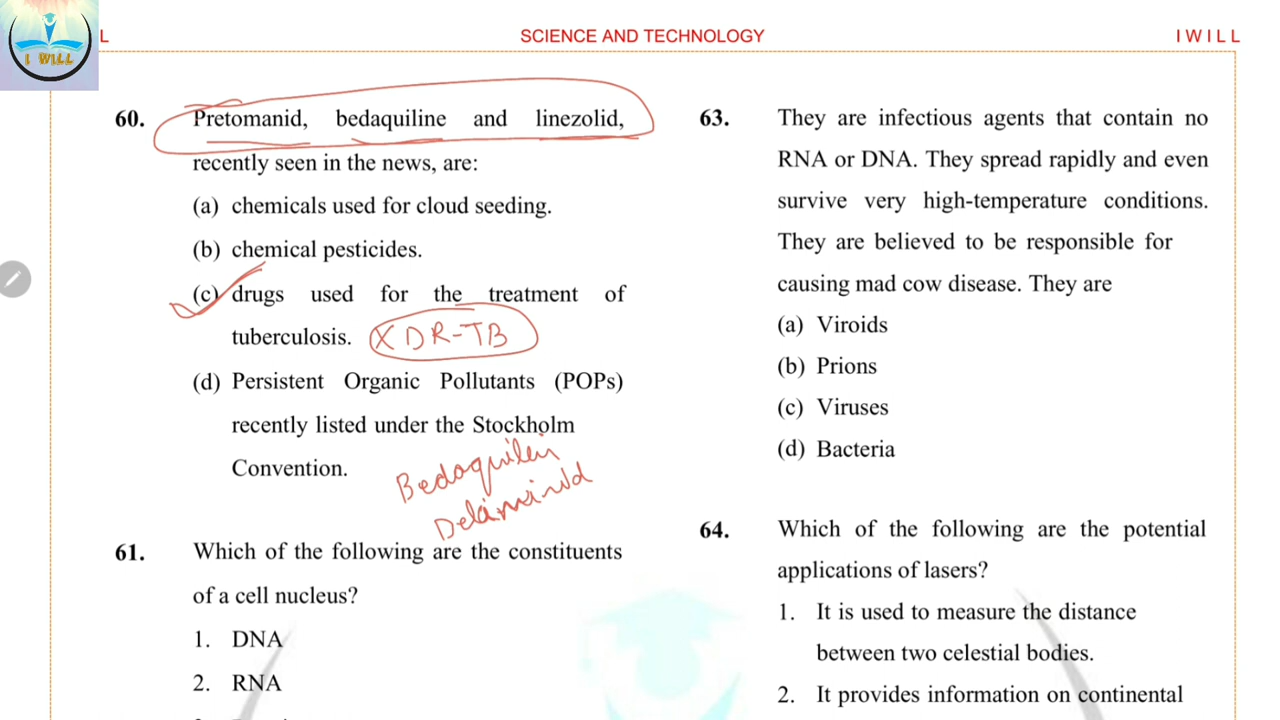 I WILL
L
SCIENCE AND TECHNOLOGY
I W I L L
60. Pretomanid, bedaquiline and linezolid,
recently seen in the news, are:
(a) chemicals used for cloud seeding.
(b) chemical pesticides.
(c) drugs used for the treatment of
tuberculosis. XDR-TB
(d) Persistent Organic Pollutants (POPs)
recently listed under the Stockholm
Convention.
Bedaquilein
61. Which of the following are the constituents
of a cell nucleus?
1. DNA
2. RNA
63. They are infectious agents that contain no
RNA or DNA. They spread rapidly and even
survive very high-temperature conditions.
They are believed to be responsible for
causing mad cow disease. They are
(a) Viroids
(b) Prions
(c) Viruses
(d) Bacteria
64. Which of the following are the potential
applications of lasers?
1. It is used to measure the distance
between two celestial bodies.
2. It provides information on continental